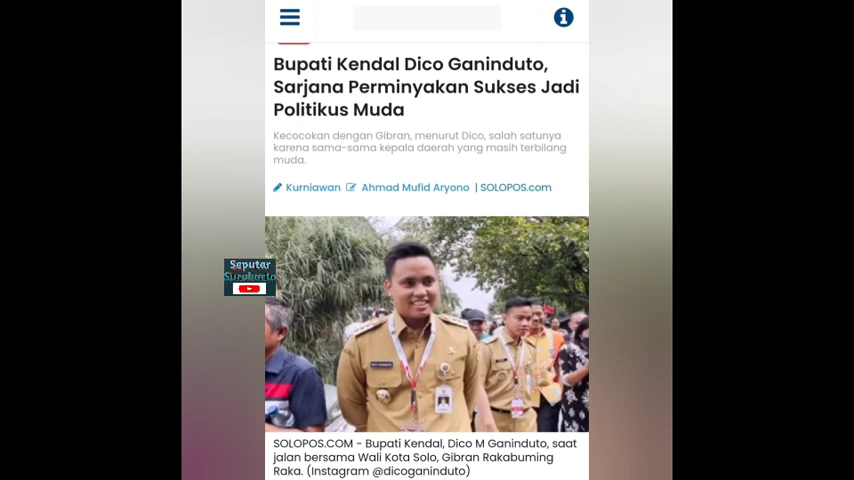 Bupati Kendal Dico Ganinduto,
Sarjana Perminyakan Sukses Jadi
Politikus Muda
Kecocokan dengan Gibran, menurut Dico, salah satunya
karena sama-sama kepala daerah yang masih terbilang
muda.
Kurniawan Ahmad Mufid Aryono | SOLOPOS.com
Seputar
Surakarta
SOLOPOS.COM - Bupati Kendal, Dico M Ganinduto, saat
jalan bersama Wali Kota Solo, Gibran Rakabuming
Raka. (Instagram @dicoganinduto)